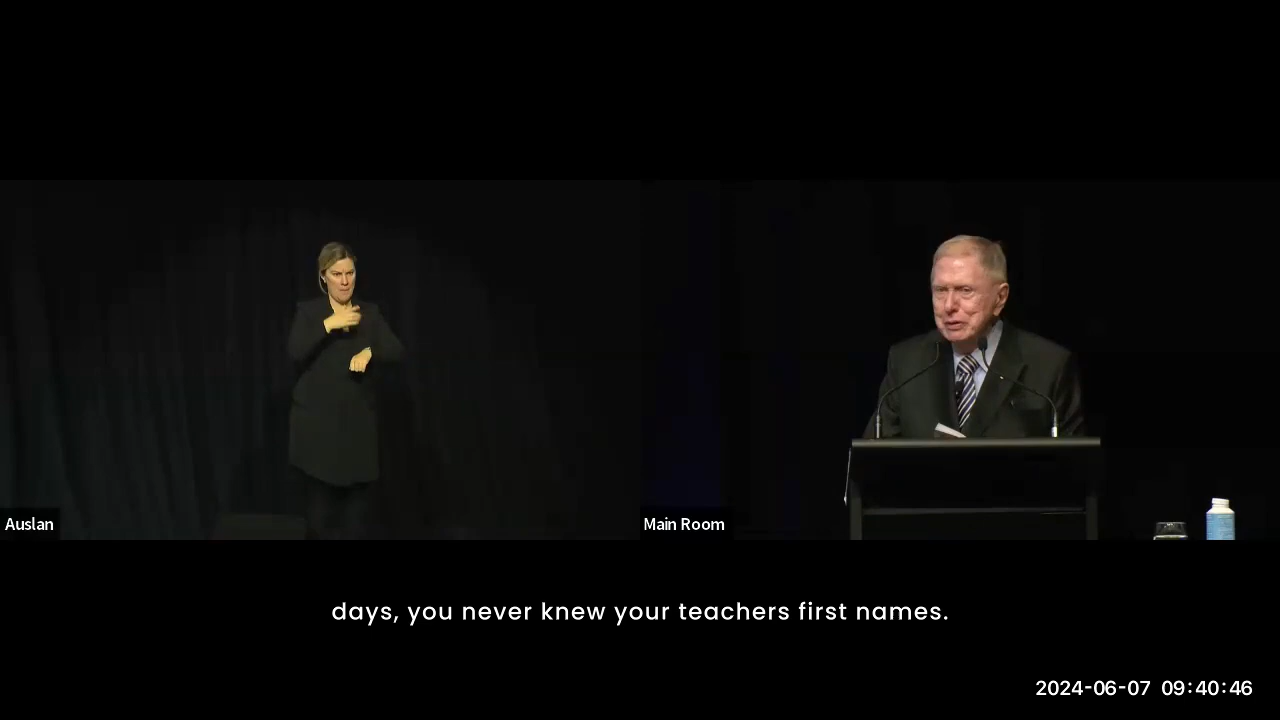 Auslan
Main Room
days, you never knew your teachers first names.
2024-06-07 09:40:46